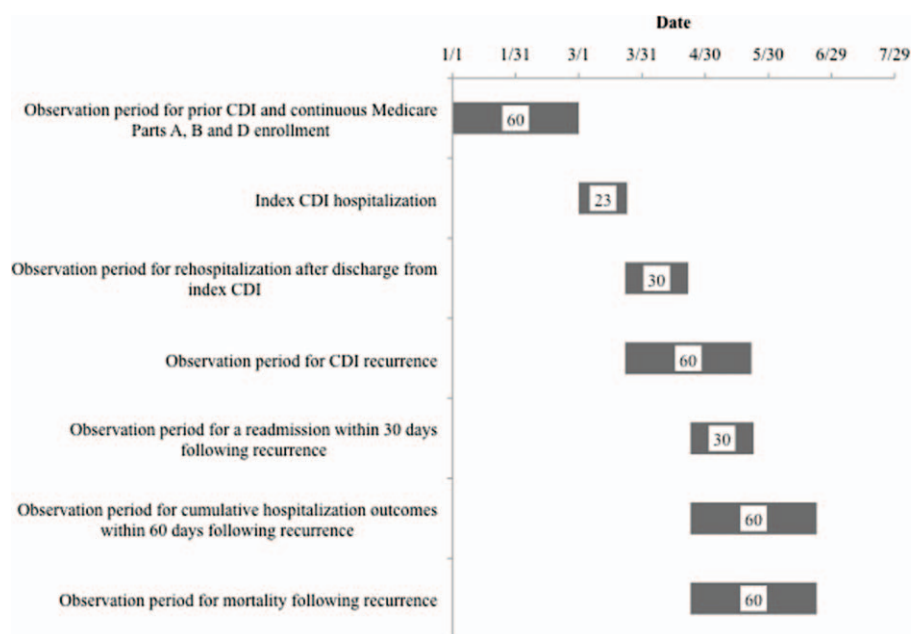 Date
1/1 1/31 3/1 3/31 4/30 5/30 6/29 7/29
Observation period for prior CDI and continuous Medicare
Parts A, B and D enrollment
60
Index CDI hospitalization
23
Observation period for rehospitalization after discharge from
index CDI
30
Observation period for CDI recurrence
60
Observation period for a readmission within 30 days
following recurrence
30
Observation period for cumulative hospitalization outcomes
within 60 days following recurrence
60
Observation period for mortality following recurrence
60